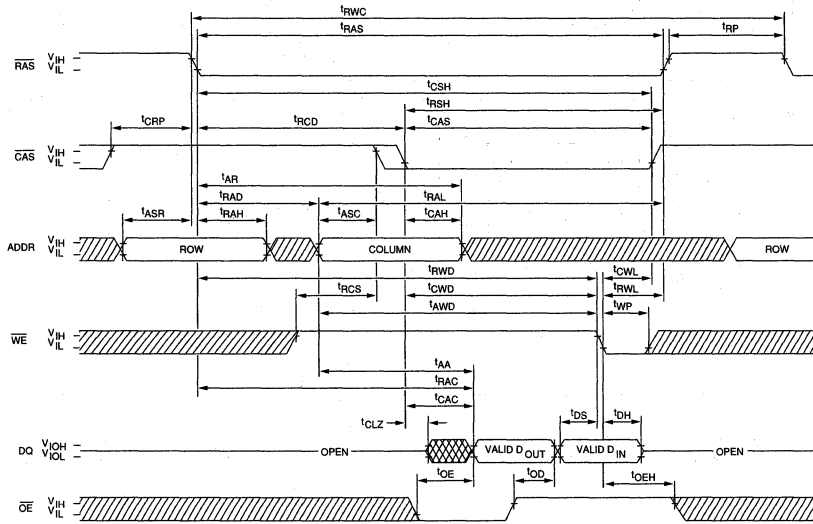 tRWC
tRAS tRP
RAS VIH
VIL
tCSH
tRSH
tCRP tRCD tCAS
CAS VIH
VIL
tAR
tRAD tRAL
tASR tRAH tASC tCAH
ADDR VIH
VIL
ROW COLUMN ROW
tRWD tCWL
tRCS tCWD tRWL
tAWD tWP
WE VIH
VIL
tAA
tRAC
tCAC
tCLZ tDS tDH
DQ VIOH
VIOL
OPEN VALID DOUT VALID DIN OPEN
tOE tOD tOEH
OE VIH
VIL